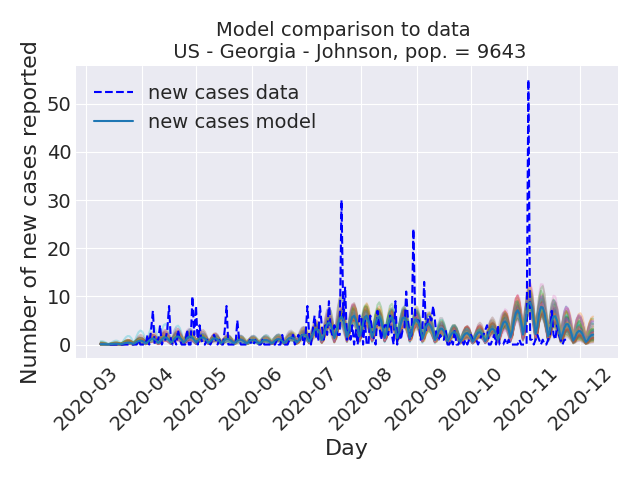 Model comparison to data
US - Georgia - Johnson, pop. = 9643
new cases data
new cases model
Number of new cases reported
50
40
30
20
10
0
2020-03
2020-04
2020-05
2020-06
2020-07
2020-08
2020-09
2020-10
2020-11
2020-12
Day